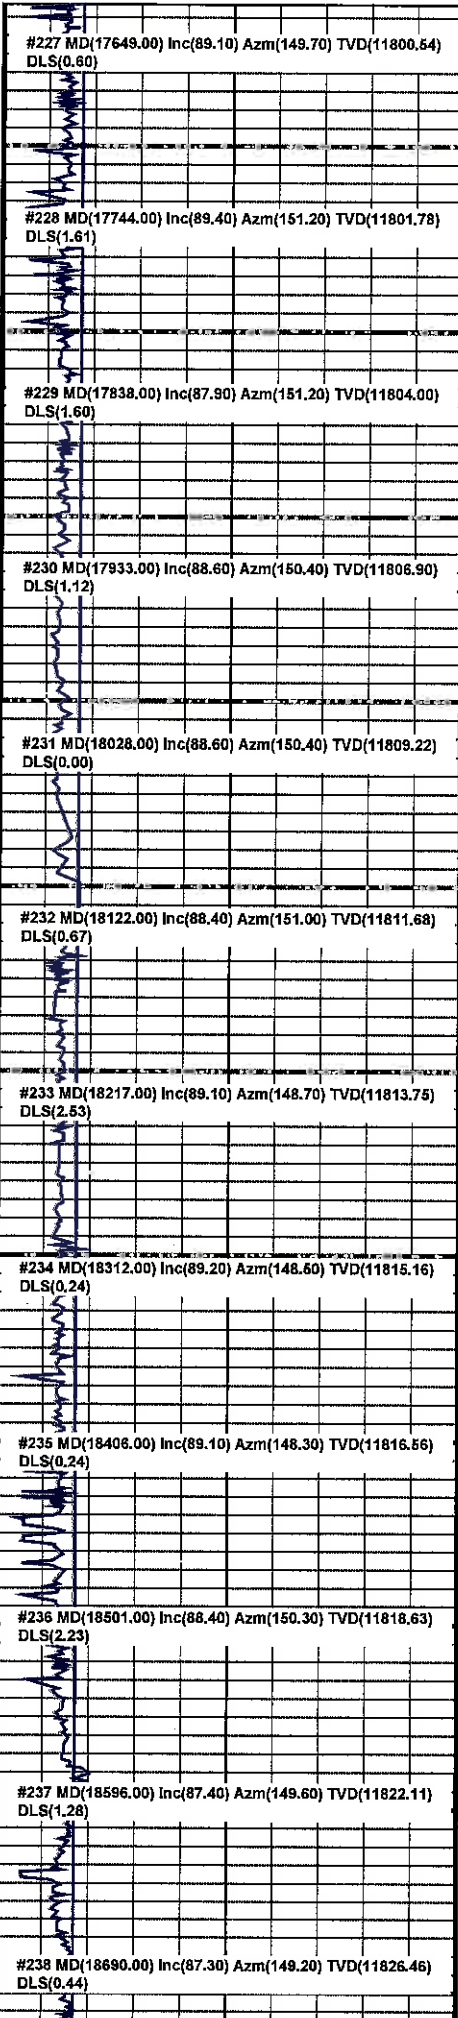 #227 MD(17649.00) Inc(89.10) Azm(149.70) TVD(11800.54)
DLS(0.60)
#228 MD(17744.00) Inc(89.40) Azm(151.20) TVD(11801.78)
DLS(1.61)
#229 MD(17838.00) Inc(87.90) Azm(151.20) TVD(11804.00)
DLS(1.60)
#230 MD(17933.00) Inc(88.60) Azm(150.40) TVD(11806.90)
DLS(1.12)
#231 MD(18028.00) Inc(88.60) Azm(150.40) TVD(11809.22)
DLS(0.00)
#232 MD(18122.00) Inc(88.40) Azm(151.00) TVD(11811.68)
DLS(0.67)
#233 MD(18217.00) Inc(89.10) Azm(148.70) TVD(11813.75)
DLS(2.53)
#234 MD(18312.00) Inc(89.20) Azm(148.50) TVD(11815.16)
DLS(0.24)
#235 MD(18406.00) Inc(89.10) Azm(148.30) TVD(11816.56)
DLS(0.24)
#236 MD(18501.00) Inc(88.40) Azm(150.30) TVD(11818.63)
DLS(2.23)
#237 MD(18596.00) Inc(87.40) Azm(149.60) TVD(11822.11)
DLS(1.28)
#238 MD(18690.00) Inc(87.30) Azm(149.20) TVD(11826.46)
DLS(0.44)